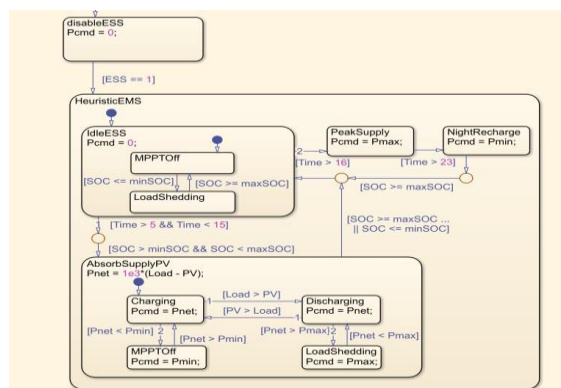 disableESS
Pcmd = 0;
[ESS == 1]
HeuristicEMS
IdleESS
Pcmd = 0;
MPPTOff
[SOC <= minSOC]
[SOC >= maxSOC]
LoadShedding
2
PeakSupply
Pcmd = Pmax;
NightRecharge
Pcmd = Pmin;
[Time > 16]
[Time > 23]
[SOC >= maxSOC]
1
[Time > 5 && Time < 15]
[SOC > minSOC && SOC < maxSOC]
[SOC >= maxSOC ...
|| SOC <= minSOC]
AbsorbSupplyPV
Pnet = 1e3*(Load - PV);
Charging
Pcmd = Pnet;
1
[Load > PV]
[PV > Load]
1
Discharging
Pcmd = Pnet;
[Pnet < Pmin]
2
[Pnet > Pmin]
[Pnet > Pmax]
2
[Pnet < Pmax]
MPPTOff
Pcmd = Pmin;
LoadShedding
Pcmd = Pmax;